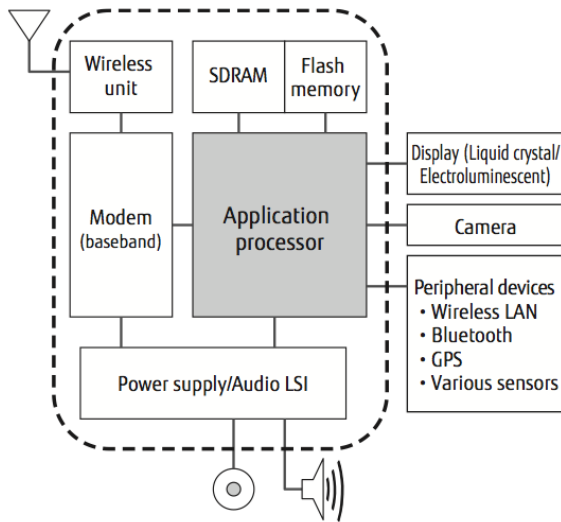 Wireless
unit
SDRAM
Flash
memory
Modem
(baseband)
Application
processor
Display (Liquid crystal/
Electroluminescent)
Camera
Peripheral devices
・Wireless LAN
・Bluetooth
・GPS
・Various sensors
Power supply/Audio LSI